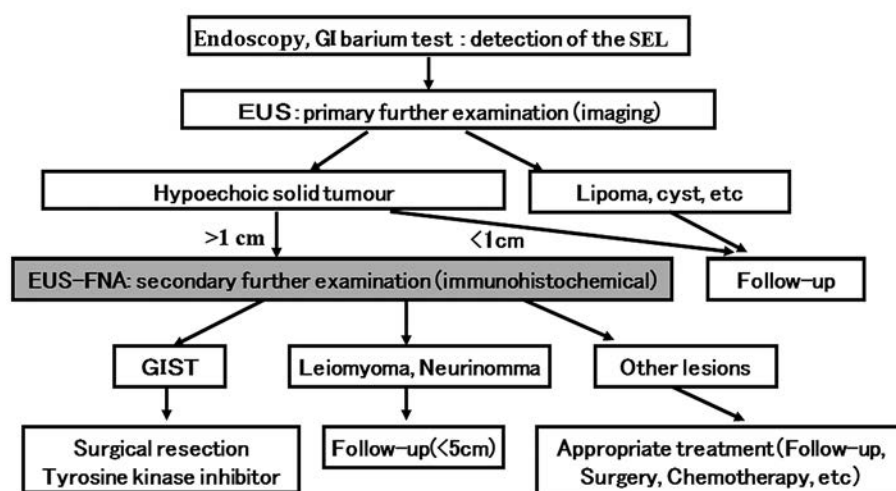 Endoscopy, GI barium test : detection of the SEL
EUS : primary further examination (imaging)
Hypoechoic solid tumour
Lipoma, cyst, etc
>1 cm
<1cm
EUS-FNA: secondary further examination (immunohistochemical)
Follow-up
GIST
Leiomyoma, Neurinomma
Other lesions
Surgical resection
Tyrosine kinase inhibitor
Follow-up(<5cm)
Appropriate treatment (Follow-up,
Surgery, Chemotherapy, etc)